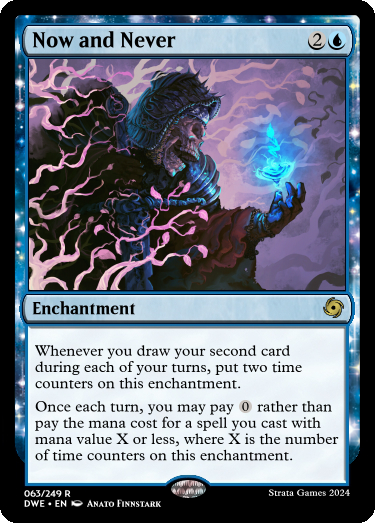 Now and Never 2
Enchantment
Whenever you draw your second card
during each of your turns, put two time
counters on this enchantment.
Once each turn, you may pay 0 rather than
pay the mana cost for a spell you cast with
mana value X or less, where X is the number
of time counters on this enchantment.
063/249 R
DWE • EN Anato Finnstark
Strata Games 2024